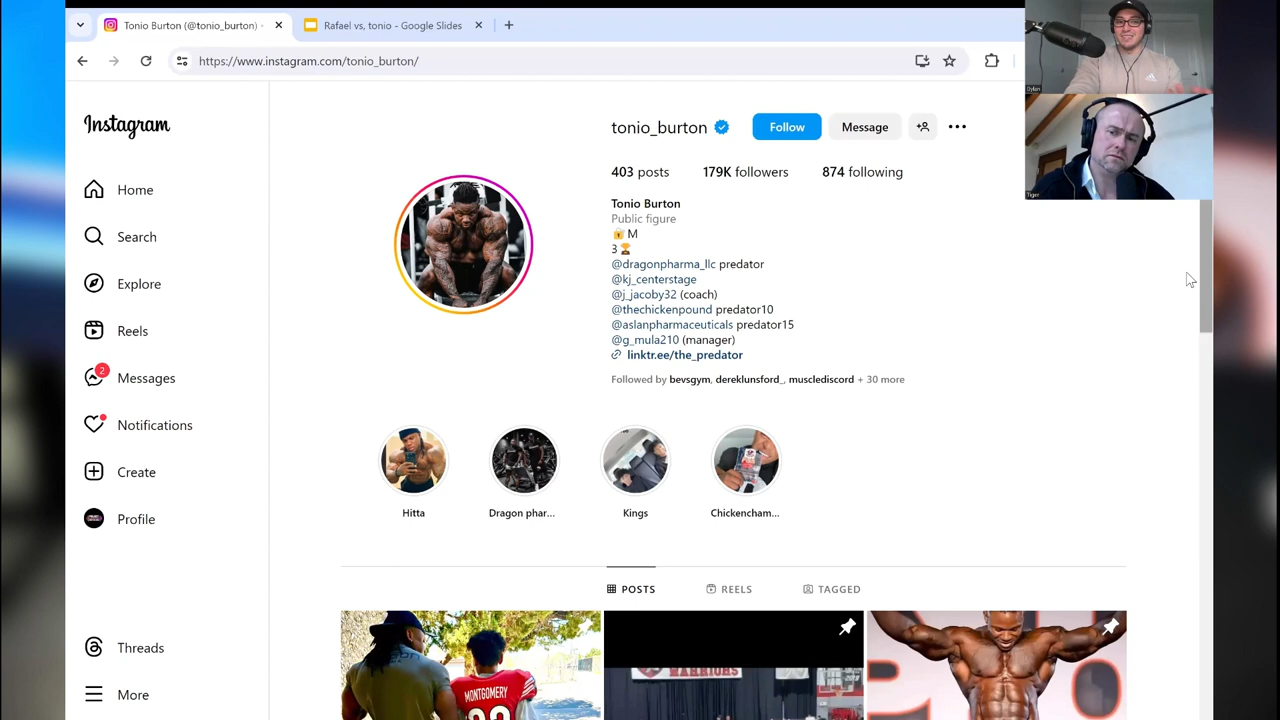 Tonio Burton (@tonio_burton) •
Rafael vs, tonio - Google Slides
https://www.instagram.com/tonio_burton/
Dylan
Tiger
Instagram
Home
Search
Explore
Reels
2
Messages
Notifications
Create
Profile
Threads
More
tonio_burton
Follow
Message
403 posts 179K followers 874 following
Tonio Burton
Public figure
🔒 M
3🏆
@dragonpharma_llc predator
@kj_centerstage
@j_jacoby32 (coach)
@thechickenpound predator10
@aslanpharmaceuticals predator15
@g_mula210 (manager)
linktr.ee/the_predator
Followed by bevsgym, dereklunsford_, musclediscord + 30 more
Hitta
Dragon phar...
Kings
Chickencham...
POSTS
REELS
TAGGED
MONTGOMERY
WARRIORS